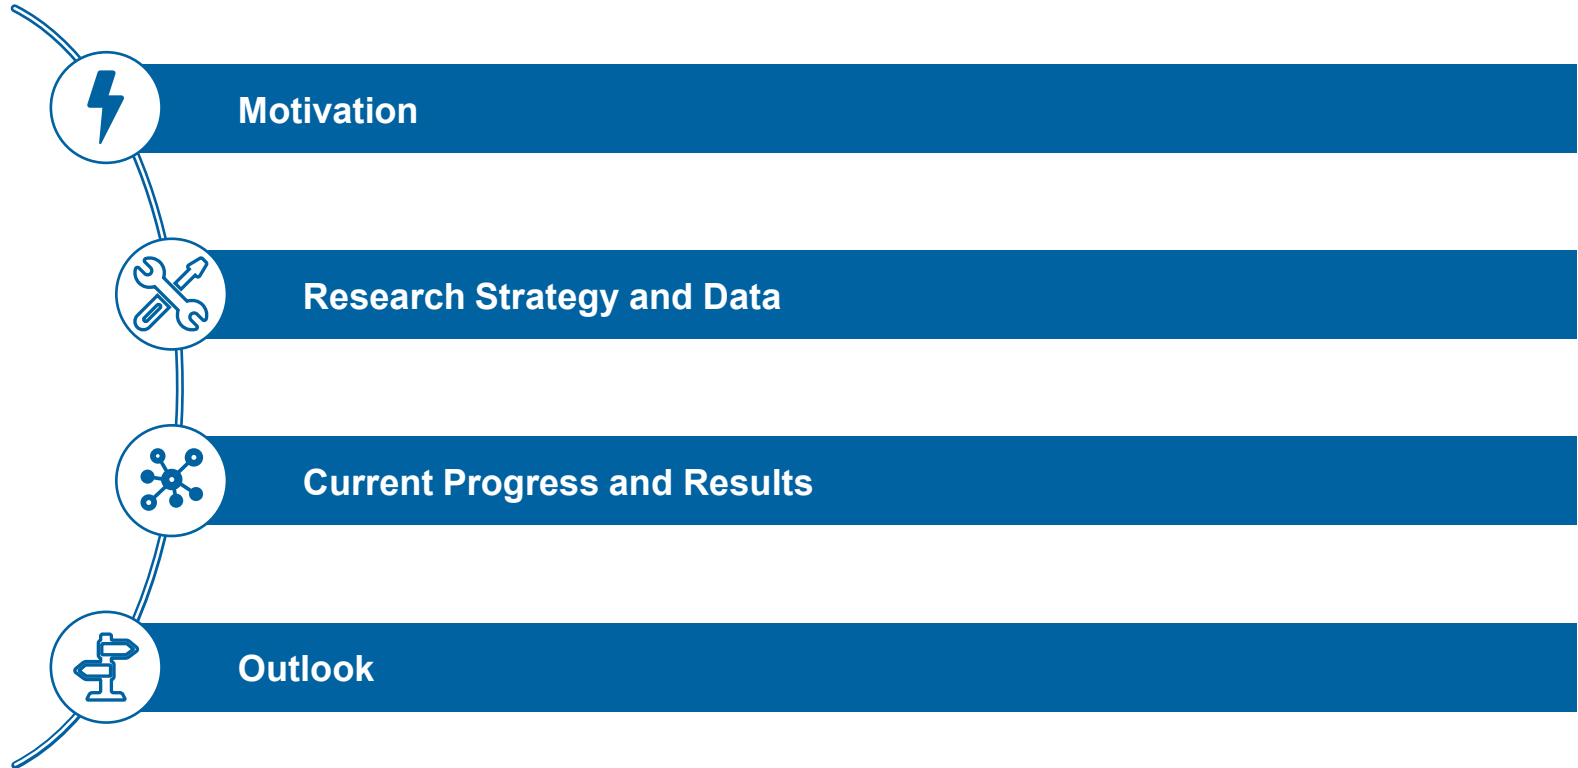 Motivation
Research Strategy and Data
Current Progress and Results
Outlook